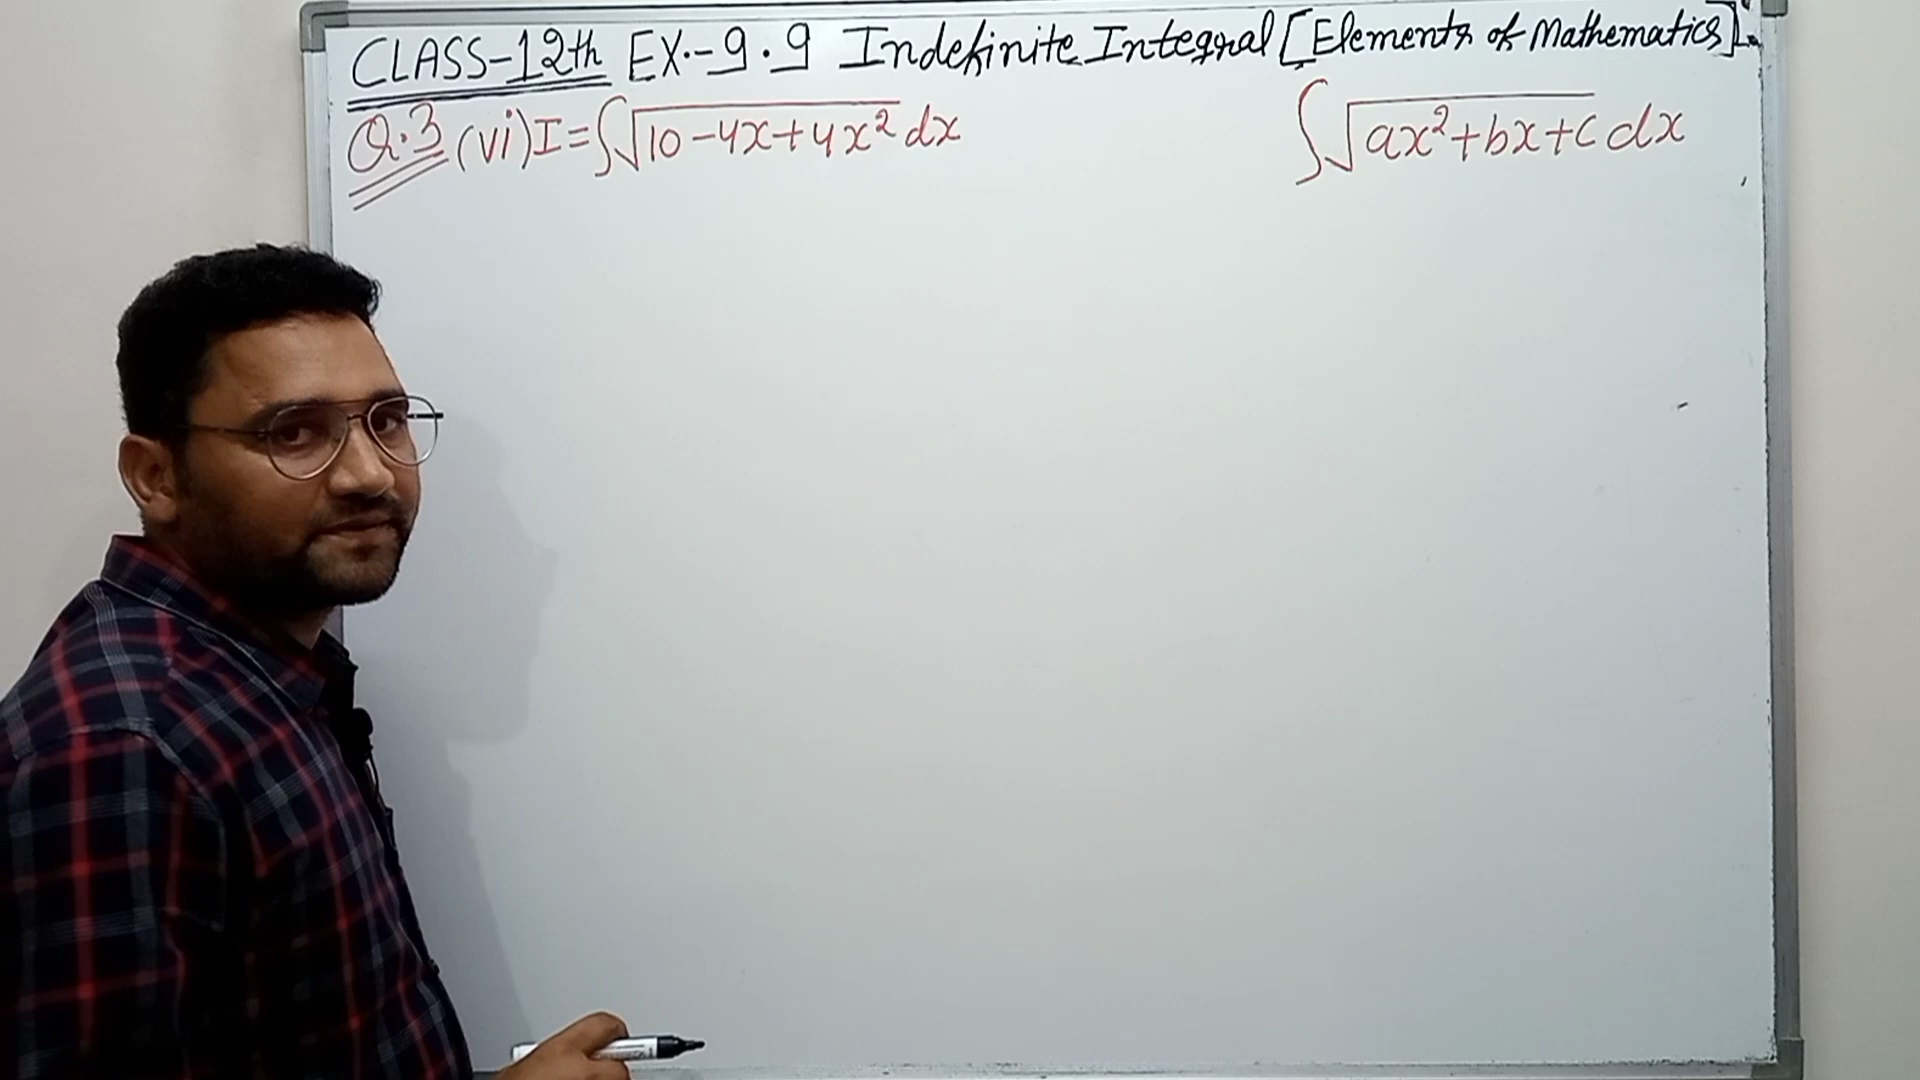 CLASS-12th EX.-9.9 Indefinite Integral [Elements of Mathematics].
Q.3 (vi) I=∫√(10-4x+4x²) dx ∫√(ax²+bx+c) dx